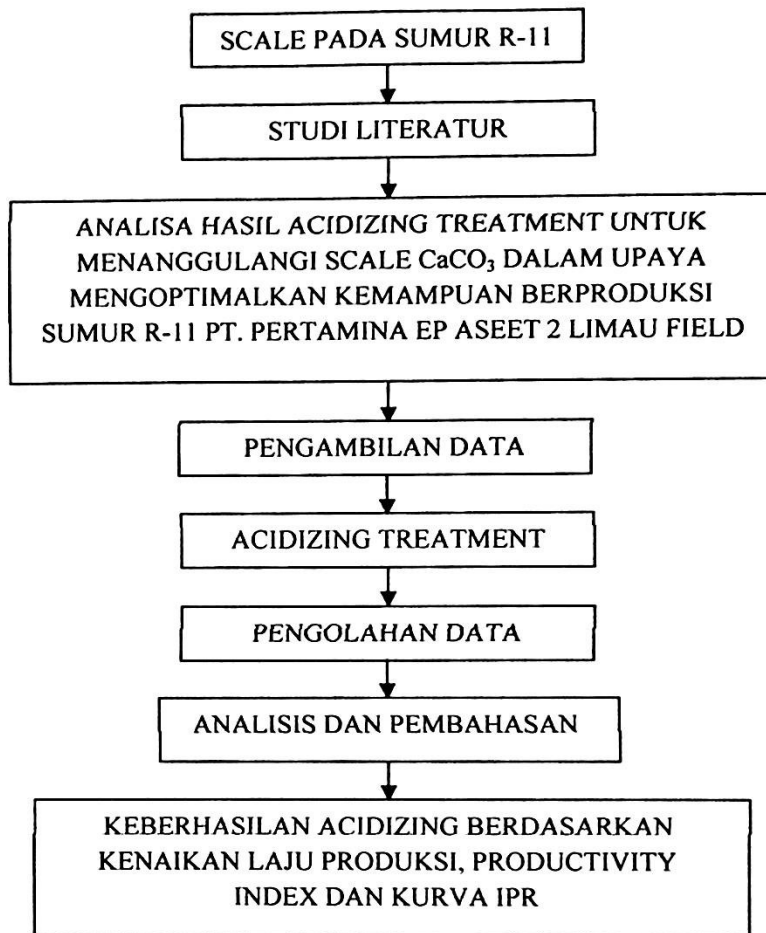 SCALE PADA SUMUR R-11
STUDI LITERATUR
ANALISA HASIL ACIDIZING TREATMENT UNTUK
MENANGGULANGI SCALE CaCO₃ DALAM UPAYA
MENGOPTIMALKAN KEMAMPUAN BERPRODUKSI
SUMUR R-11 PT. PERTAMINA EP ASEET 2 LIMAU FIELD
PENGAMBILAN DATA
ACIDIZING TREATMENT
PENGOLAHAN DATA
ANALISIS DAN PEMBAHASAN
KEBERHASILAN ACIDIZING BERDASARKAN
KENAIKAN LAJU PRODUKSI, PRODUCTIVITY
INDEX DAN KURVA IPR